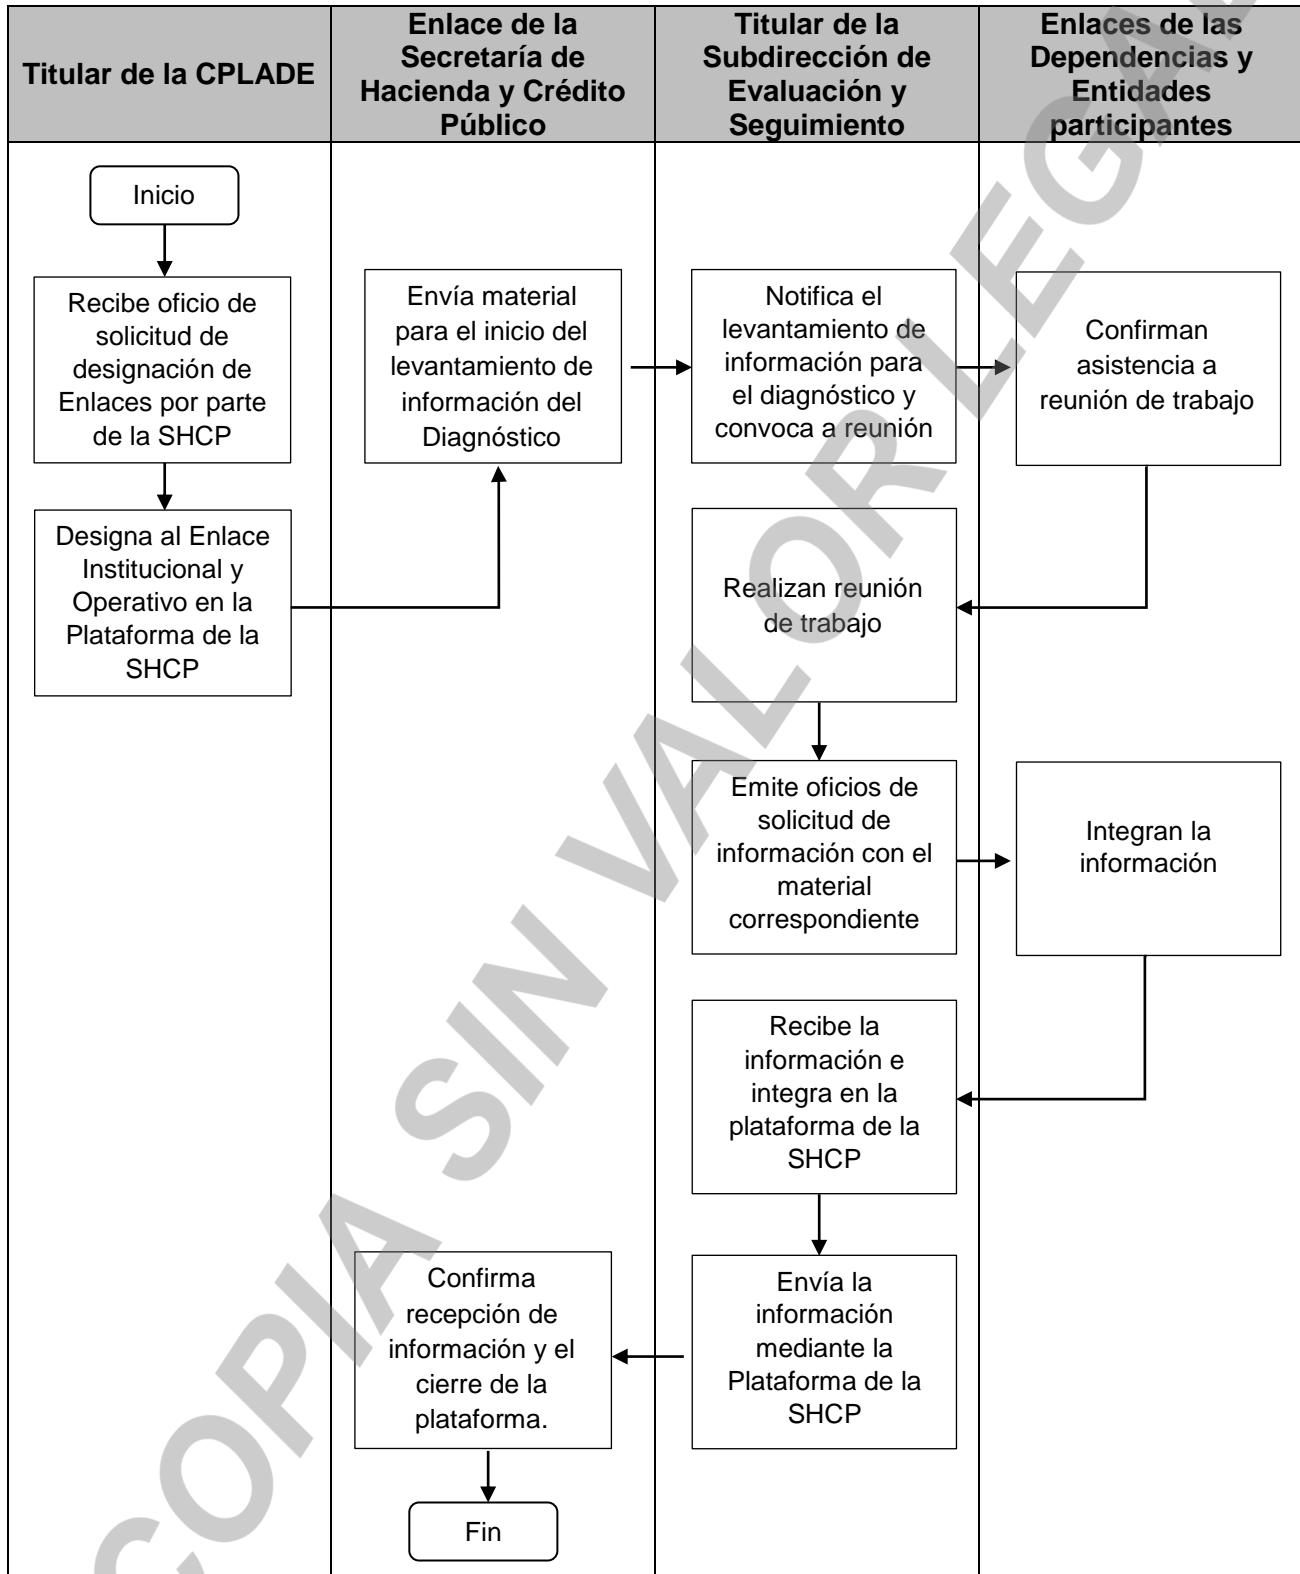 Titular de la CPLADE
Enlace de la
Secretaría de
Hacienda y Crédito
Público
Titular de la
Subdirección de
Evaluación y
Seguimiento
Enlaces de las
Dependencias y
Entidades
participantes
Inicio
Recibe oficio de
solicitud de
designación de
Enlaces por parte
de la SHCP
Envía material
para el inicio del
levantamiento de
información del
Diagnóstico
Notifica el
levantamiento de
información para
el diagnóstico y
convoca a reunión
Confirman
asistencia a
reunión de trabajo
Designa al Enlace
Institucional y
Operativo en la
Plataforma de la
SHCP
Realizan reunión
de trabajo
Emite oficios de
solicitud de
información con el
material
correspondiente
Integran la
información
Recibe la
información e
integra en la
plataforma de la
SHCP
Envía la
información
mediante la
Plataforma de la
SHCP
Confirma
recepción de
información y el
cierre de la
plataforma.
Fin
COPIA SIN VALOR LEGAL